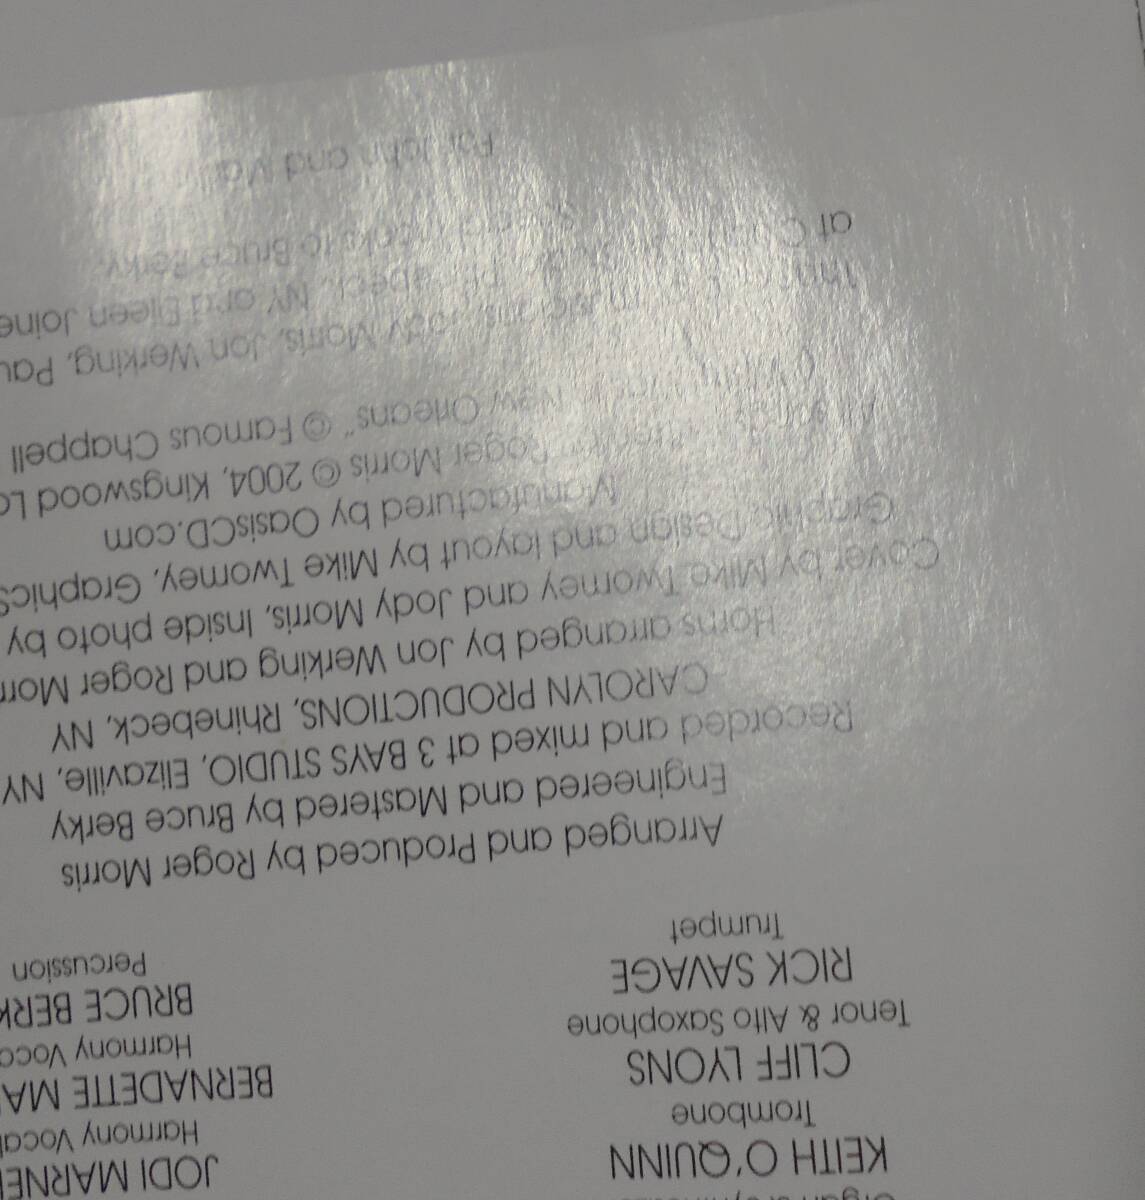 KEITH O'QUINN
Trombone
CLIFF LYONS
Tenor & Alto Saxophone
RICK SAVAGE
Trumpet
JODI MARNE
Harmony Vocal
BERNADETTE MA
Harmony Voca
BRUCE BERK
Percussion
Arranged and Produced by Roger Morris
Engineered and Mastered by Bruce Berky
Recorded and mixed at 3 BAYS STUDIO, Elizaville, NY
CAROLYN PRODUCTIONS, Rhinebeck, NY
Horns arranged by Jon Werking and Roger Morr
Cover by Mike Twomey and Jody Morris, Inside photo by
Graphic Design and layout by Mike Twomey, Graphics
Manufactured by OasisCD.com
Roger Morris © 2004, Kingswood Lo
New Orleans" © Famous Chappell
musicians, Jody Morris, Jon Werking, Pau
NY and Eileen Joine
at to Bruce Berky.
For John and